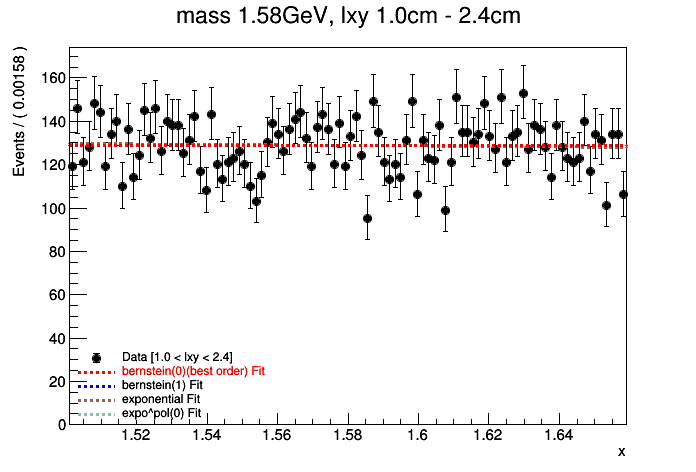 mass 1.58GeV, lxy 1.0cm - 2.4cm
Events / ( 0.00158 )
160
140
120
100
80
60
40
20
0
Data [1.0 < lxy < 2.4]
bernstein(0)(best order) Fit
bernstein(1) Fit
exponential Fit
expo^pol(0) Fit
1.52 1.54 1.56 1.58 1.6 1.62 1.64
x